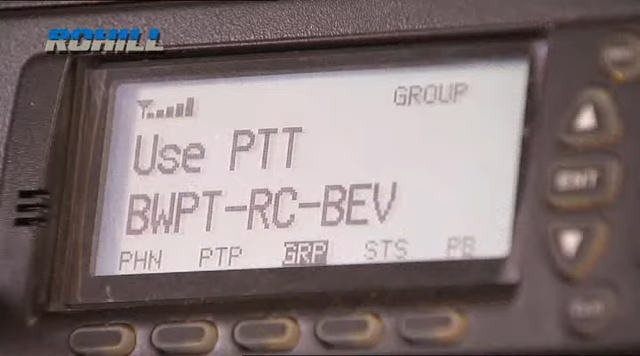 ROHILL
GROUP
Use PTT
BWPT-RC-BEV
PHN PTP GRP STS PB
ENT